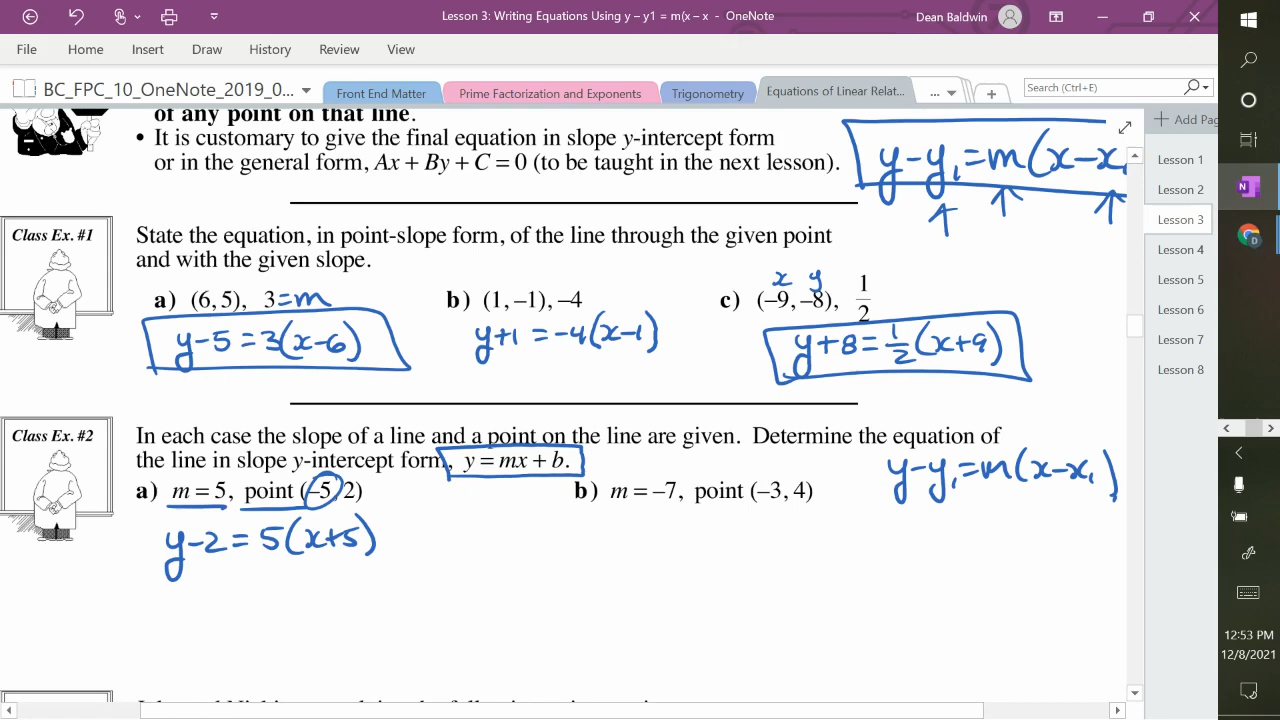 Lesson 3: Writing Equations Using y – y1 = m(x – x - OneNote
Dean Baldwin
File Home Insert Draw History Review View
BC_FPC_10_OneNote_2019_0...
Front End Matter
Prime Factorization and Exponents
Trigonometry
Equations of Linear Relat...
...
Search (Ctrl+E)
Add Pag
Lesson 1
Lesson 2
Lesson 3
Lesson 4
Lesson 5
Lesson 6
Lesson 7
Lesson 8
of any point on that line.
• It is customary to give the final equation in slope y-intercept form
or in the general form, Ax + By + C = 0 (to be taught in the next lesson).
y-y₁=m(x-x₁
Class Ex. #1
State the equation, in point-slope form, of the line through the given point
and with the given slope.
x y
a) (6, 5), 3 =m
b) (1, –1), –4
c) (–9, –8), 1/2
y-5=3(x-6)
y+1=-4(x-1)
y+8=1/2(x+9)
Class Ex. #2
In each case the slope of a line and a point on the line are given. Determine the equation of
the line in slope y-intercept form, y = mx + b.
y-y₁=m(x-x₁)
a) m = 5, point (–5, 2)
b) m = –7, point (–3, 4)
y-2=5(x+5)
12:53 PM
12/8/2021